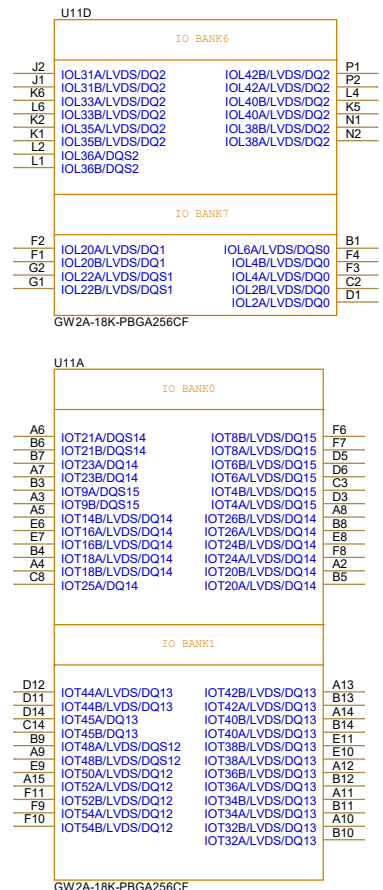 U11D
IO BANK6
J2 IOL31A/LVDS/DQ2 IOL42B/LVDS/DQ2 P1
J1 IOL31B/LVDS/DQ2 IOL42A/LVDS/DQ2 P2
K6 IOL33A/LVDS/DQ2 IOL40B/LVDS/DQ2 L4
L6 IOL33B/LVDS/DQ2 IOL40A/LVDS/DQ2 K5
K2 IOL35A/LVDS/DQ2 IOL38B/LVDS/DQ2 N1
K1 IOL35B/LVDS/DQ2 IOL38A/LVDS/DQ2 N2
L2 IOL36A/DQS2
L1 IOL36B/DQS2
IO BANK7
F2 IOL20A/LVDS/DQ1 IOL6A/LVDS/DQS0 B1
F1 IOL20B/LVDS/DQ1 IOL4B/LVDS/DQ0 F4
G2 IOL22A/LVDS/DQS1 IOL4A/LVDS/DQ0 F3
G1 IOL22B/LVDS/DQS1 IOL2B/LVDS/DQ0 C2
IOL2A/LVDS/DQ0 D1
GW2A-18K-PBGA256CF
U11A
IO BANK0
A6 IOT21A/DQS14 IOT8B/LVDS/DQ15 F6
B6 IOT21B/DQS14 IOT8A/LVDS/DQ15 F7
B7 IOT23A/DQ14 IOT6B/LVDS/DQ15 D5
A7 IOT23B/DQ14 IOT6A/LVDS/DQ15 D6
B3 IOT9A/DQS15 IOT4B/LVDS/DQ15 C3
A3 IOT9B/DQS15 IOT4A/LVDS/DQ15 D3
A5 IOT14B/LVDS/DQ14 IOT26B/LVDS/DQ14 A8
E6 IOT16A/LVDS/DQ14 IOT26A/LVDS/DQ14 B8
E7 IOT16B/LVDS/DQ14 IOT24B/LVDS/DQ14 E8
B4 IOT18A/LVDS/DQ14 IOT24A/LVDS/DQ14 F8
A4 IOT18B/LVDS/DQ14 IOT20B/LVDS/DQ14 A2
C8 IOT25A/DQ14 IOT20A/LVDS/DQ14 B5
IO BANK1
D12 IOT44A/LVDS/DQ13 IOT42B/LVDS/DQ13 A13
D11 IOT44B/LVDS/DQ13 IOT42A/LVDS/DQ13 B13
D14 IOT45A/DQ13 IOT40B/LVDS/DQ13 A14
C14 IOT45B/DQ13 IOT40A/LVDS/DQ13 B14
B9 IOT48A/LVDS/DQS12 IOT38B/LVDS/DQ13 E11
A9 IOT48B/LVDS/DQS12 IOT38A/LVDS/DQ13 E10
E9 IOT50A/LVDS/DQ12 IOT36B/LVDS/DQ13 A12
A15 IOT52A/LVDS/DQ12 IOT36A/LVDS/DQ13 B12
F11 IOT52B/LVDS/DQ12 IOT34B/LVDS/DQ13 A11
F9 IOT54A/LVDS/DQ12 IOT34A/LVDS/DQ13 B11
F10 IOT54B/LVDS/DQ12 IOT32B/LVDS/DQ13 A10
IOT32A/LVDS/DQ13 B10
GW2A-18K-PBGA256CF